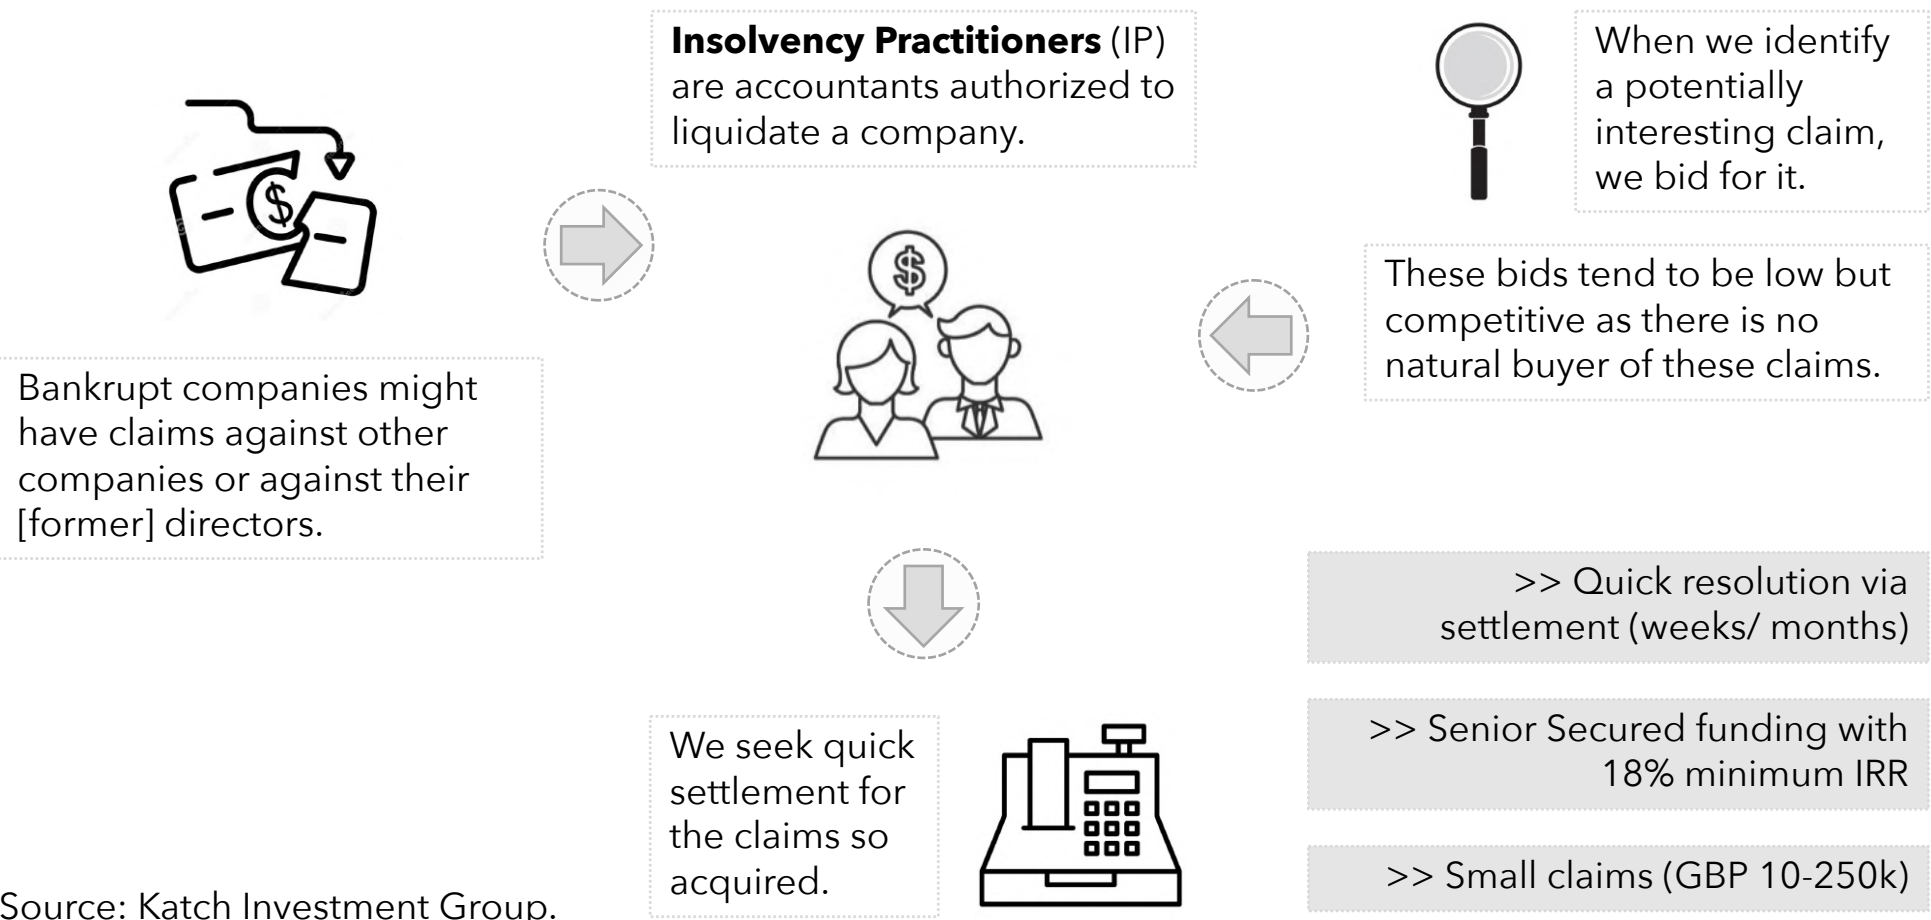 Insolvency Practitioners (IP)
are accountants authorized to
liquidate a company.
When we identify
a potentially
interesting claim,
we bid for it.
These bids tend to be low but
competitive as there is no
natural buyer of these claims.
Bankrupt companies might
have claims against other
companies or against their
[former] directors.
>> Quick resolution via
settlement (weeks/ months)
>> Senior Secured funding with
18% minimum IRR
>> Small claims (GBP 10-250k)
We seek quick
settlement for
the claims so
acquired.
$
$
Source: Katch Investment Group.